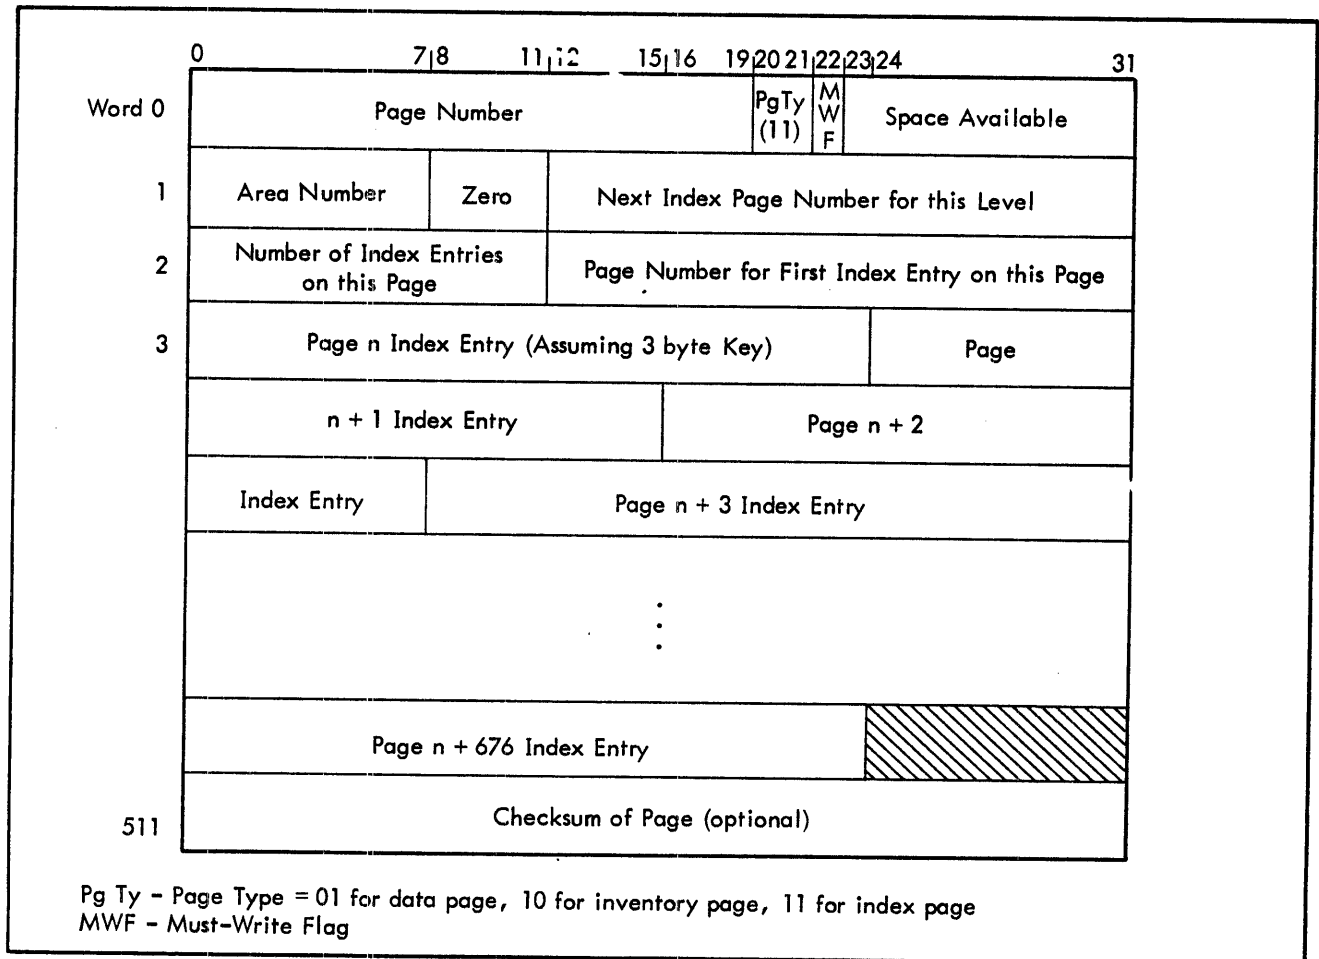 0 7 8 11 12 15 16 19 20 21 22 23 24 31
Word 0 Page Number PgTy (11) M W F Space Available
1 Area Number Zero Next Index Page Number for this Level
2 Number of Index Entries on this Page Page Number for First Index Entry on this Page
3 Page n Index Entry (Assuming 3 byte Key) Page
n + 1 Index Entry Page n + 2
Index Entry Page n + 3 Index Entry
Page n + 676 Index Entry
511 Checksum of Page (optional)
Pg Ty - Page Type = 01 for data page, 10 for inventory page, 11 for index page
MWF - Must-Write Flag